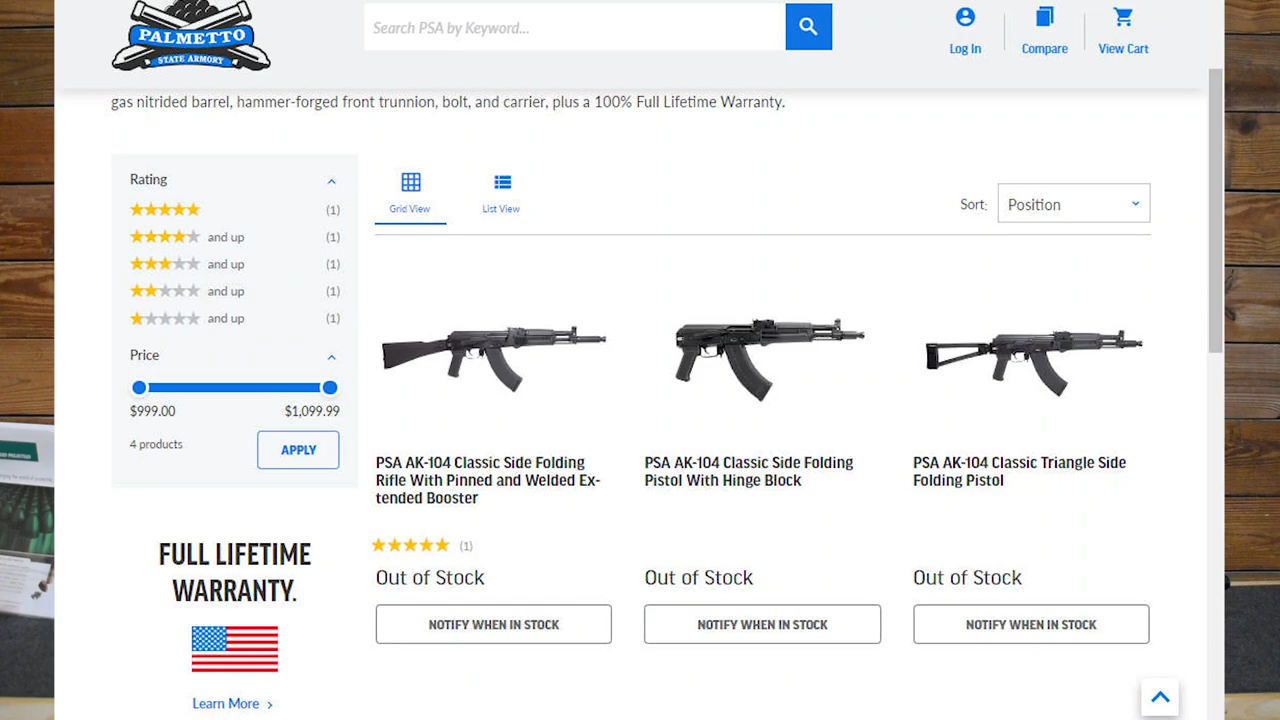 PALMETTO
STATE ARMORY
Search PSA by Keyword...
Log In
Compare
View Cart
gas nitrided barrel, hammer-forged front trunnion, bolt, and carrier, plus a 100% Full Lifetime Warranty.
Rating
(1)
and up (1)
and up (1)
and up (1)
and up (1)
Price
$999.00 $1,099.99
4 products
APPLY
FULL LIFETIME
WARRANTY.
Learn More
Grid View
List View
Sort: Position
PSA AK-104 Classic Side Folding
Rifle With Pinned and Welded Ex-
tended Booster
(1)
Out of Stock
NOTIFY WHEN IN STOCK
PSA AK-104 Classic Side Folding
Pistol With Hinge Block
Out of Stock
NOTIFY WHEN IN STOCK
PSA AK-104 Classic Triangle Side
Folding Pistol
Out of Stock
NOTIFY WHEN IN STOCK